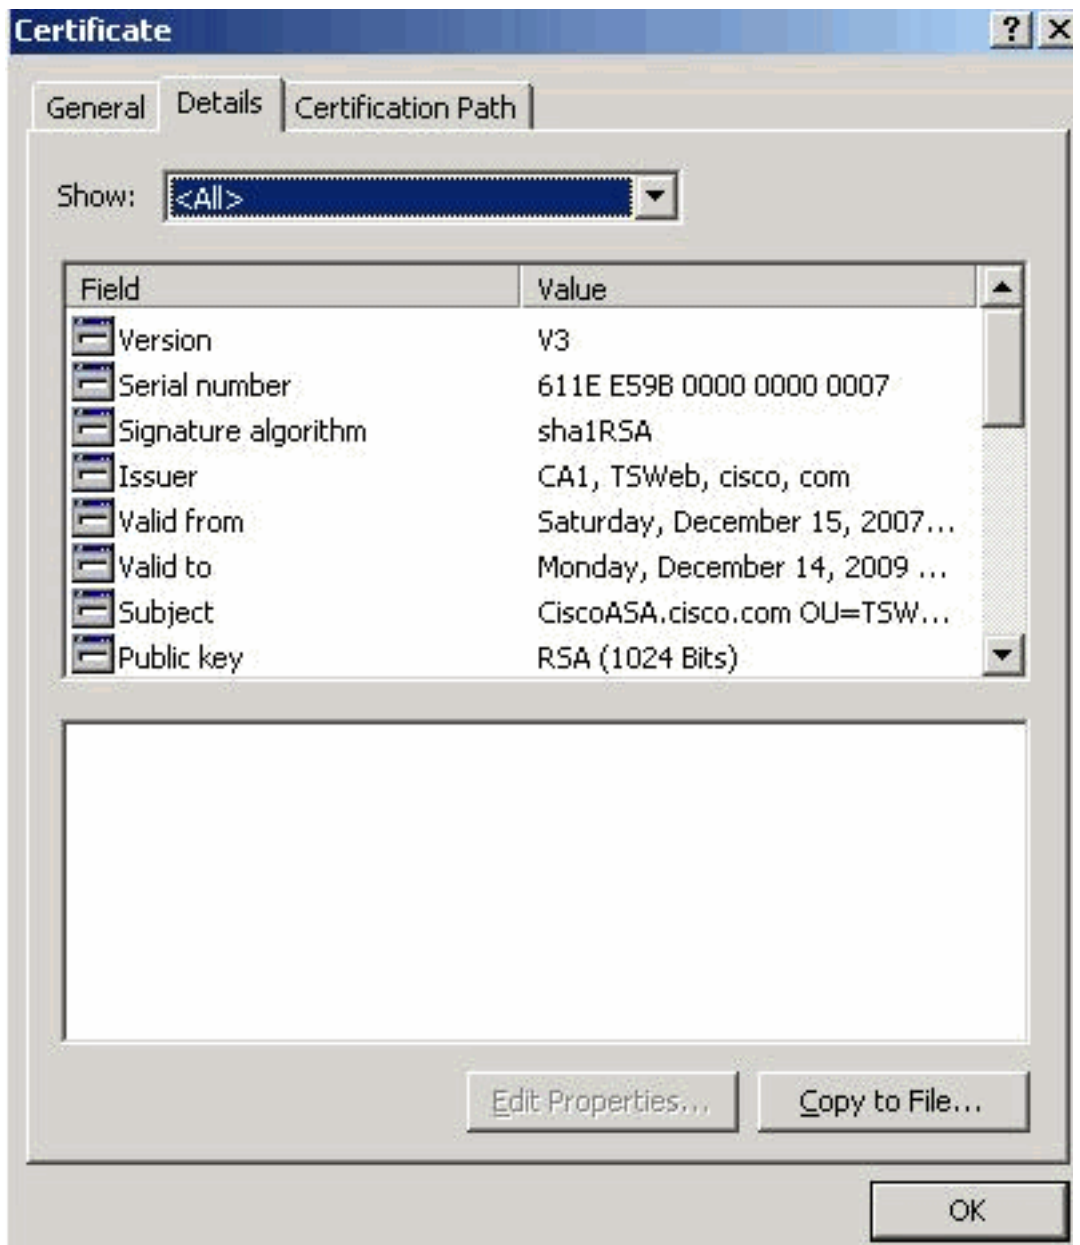 Certificate
General Details Certification Path
Show: <All>
Field Value
Version V3
Serial number 611E E59B 0000 0000 0007
Signature algorithm sha1RSA
Issuer CA1, TSWeb, cisco, com
Valid from Saturday, December 15, 2007...
Valid to Monday, December 14, 2009 ...
Subject CiscoASA.cisco.com OU=TSW...
Public key RSA (1024 Bits)
Edit Properties... Copy to File...
OK